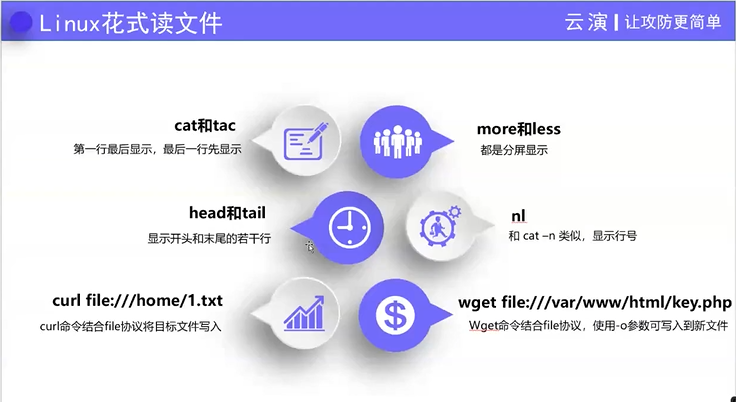 Linux花式读文件
云演 | 让攻防更简单
cat和tac
第一行最后显示，最后一行先显示
more和less
都是分屏显示
head和tail
显示开头和末尾的若干行
nl
和 cat –n 类似，显示行号
curl file:///home/1.txt
curl命令结合file协议将目标文件写入
wget file:///var/www/html/key.php
Wget命令结合file协议，使用-o参数可写入到新文件